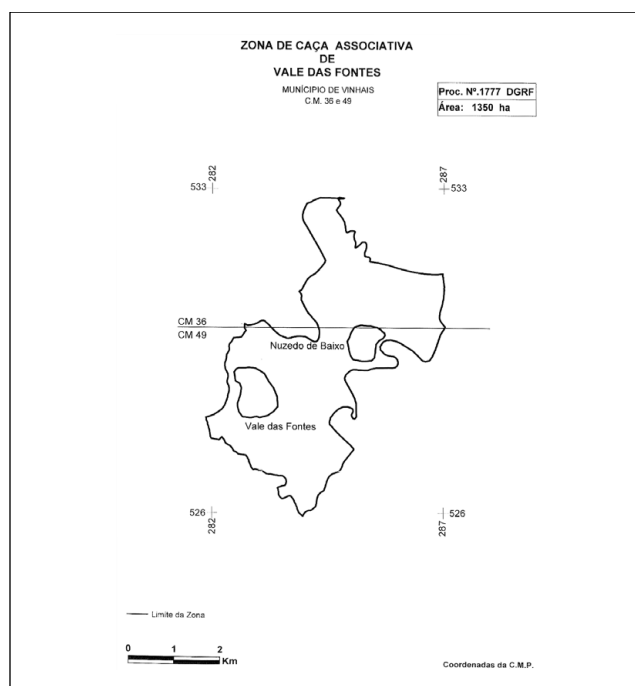 ZONA DE CAÇA ASSOCIATIVA
DE
VALE DAS FONTES
MUNÍCIPIO DE VINHAIS
C.M. 36 e 49
Proc. Nº.1777 DGRF
Área: 1350 ha
282
287
533
533
CM 36
CM 49
Nuzedo de Baixo
Vale das Fontes
526
526
282
287
Limite da Zona
0 1 2
Km
Coordenadas da C.M.P.